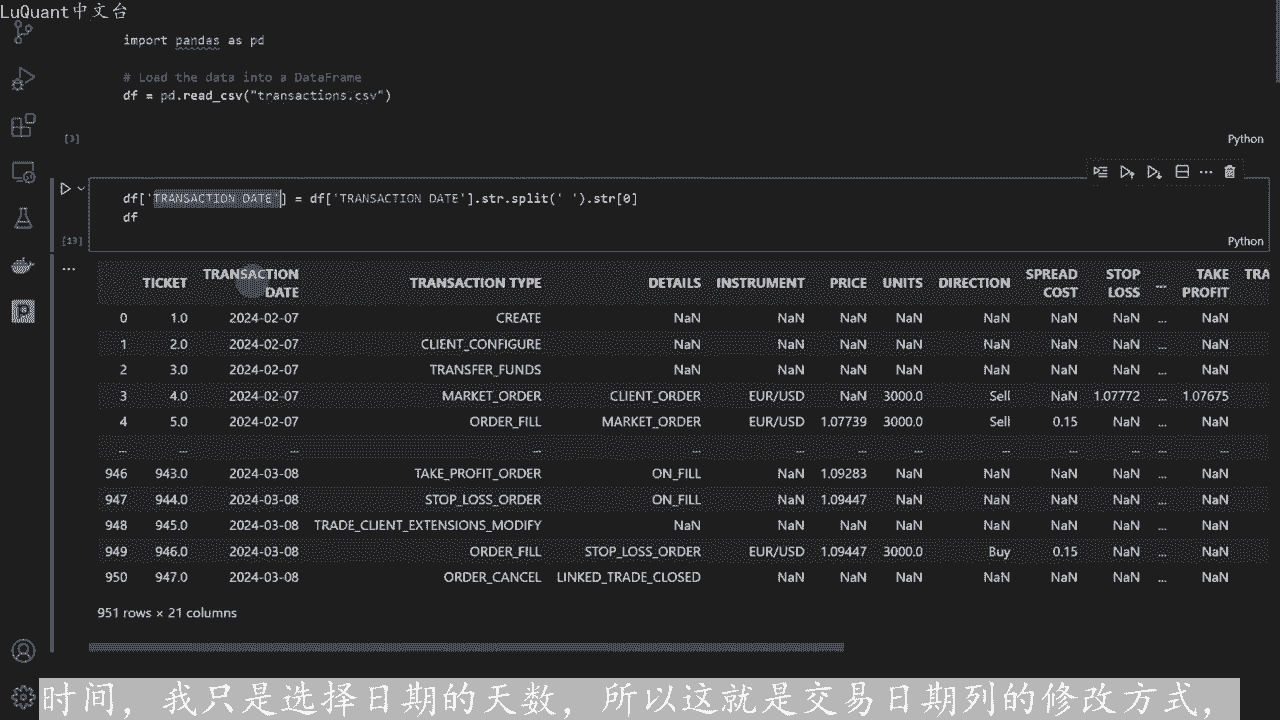 LuQuant中文台
import pandas as pd
# Load the data into a DataFrame
df = pd.read_csv("transactions.csv")
[3]
Python
df['TRANSACTION DATE'] = df['TRANSACTION DATE'].str.split(' ').str[0]
df
[13]
Python
... TICKET TRANSACTION DATE TRANSACTION TYPE DETAILS INSTRUMENT PRICE UNITS DIRECTION SPREAD COST STOP LOSS ... TAKE PROFIT TRA
0 1.0 2024-02-07 CREATE NaN NaN NaN NaN NaN NaN NaN ... NaN
1 2.0 2024-02-07 CLIENT_CONFIGURE NaN NaN NaN NaN NaN NaN NaN ... NaN
2 3.0 2024-02-07 TRANSFER_FUNDS NaN NaN NaN NaN NaN NaN NaN ... NaN
3 4.0 2024-02-07 MARKET_ORDER CLIENT_ORDER EUR/USD NaN 3000.0 Sell NaN 1.07772 ... 1.07675
4 5.0 2024-02-07 ORDER_FILL MARKET_ORDER EUR/USD 1.07739 3000.0 Sell 0.15 NaN ... NaN
... ... ... ... ... ... ... ... ... ... ... ... ...
946 943.0 2024-03-08 TAKE_PROFIT_ORDER ON_FILL NaN 1.09283 NaN NaN NaN NaN ... NaN
947 944.0 2024-03-08 STOP_LOSS_ORDER ON_FILL NaN 1.09447 NaN NaN NaN NaN ... NaN
948 945.0 2024-03-08 TRADE_CLIENT_EXTENSIONS_MODIFY NaN NaN NaN NaN NaN NaN NaN ... NaN
949 946.0 2024-03-08 ORDER_FILL STOP_LOSS_ORDER EUR/USD 1.09447 3000.0 Buy 0.15 NaN ... NaN
950 947.0 2024-03-08 ORDER_CANCEL LINKED_TRADE_CLOSED NaN NaN NaN NaN NaN NaN ... NaN
951 rows × 21 columns
时间，我只是选择日期的天数，所以这就是交易日期列的修改方式，